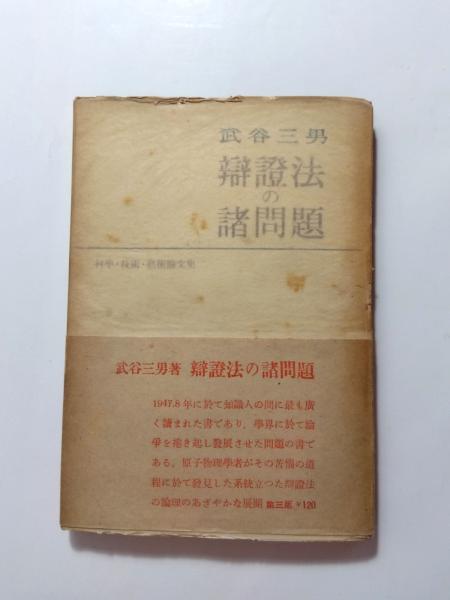 武谷三男
辯證法
の
諸問題
科學・技術・藝術論文集
武谷三男著 辯證法の諸問題
1947.8年に於て知識人の間に最も廣
く讀まれた書であり，學界に於て論
爭を捲き起し發展させた問題の書で
ある。原子物理學者がその苦惱の道
程に於て發見した系統立つた辯證法
の論理のあざやかな展開 第三版 ￥120